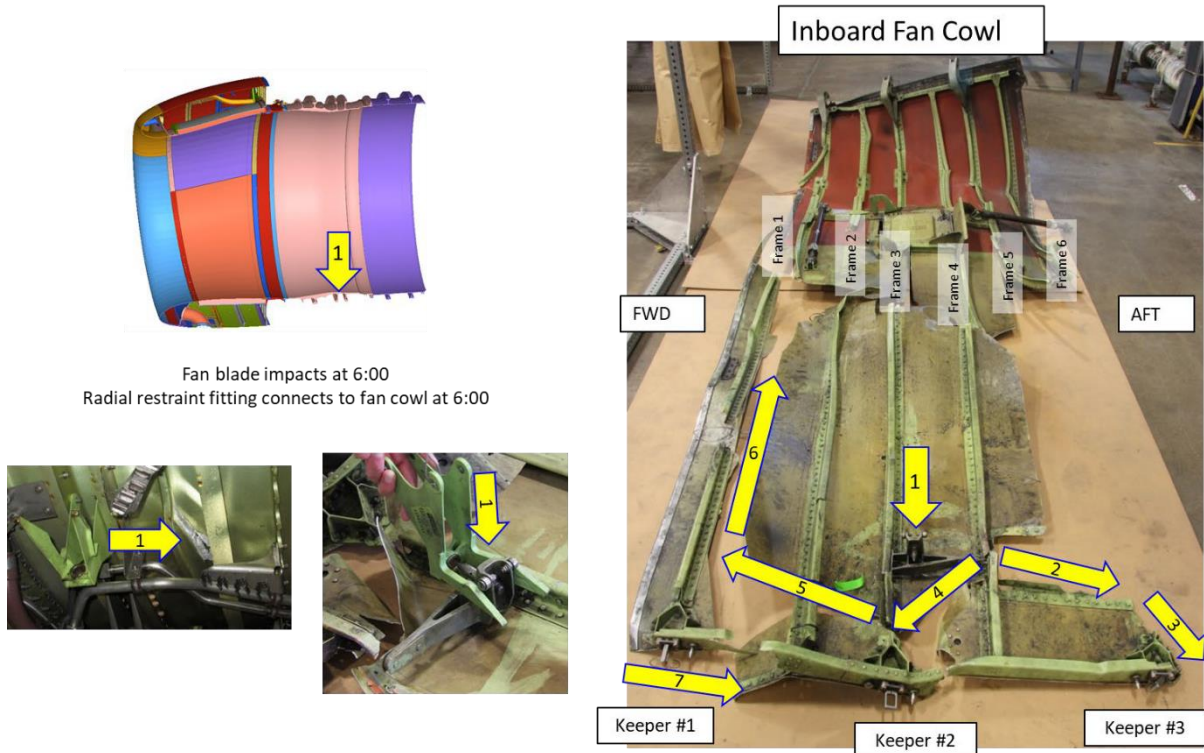 Inboard Fan Cowl
1
Fan blade impacts at 6:00
Radial restraint fitting connects to fan cowl at 6:00
1
1
Frame 1
Frame 2
Frame 3
Frame 4
Frame 5
Frame 6
FWD
AFT
1
2
3
4
5
6
7
Keeper #1
Keeper #2
Keeper #3